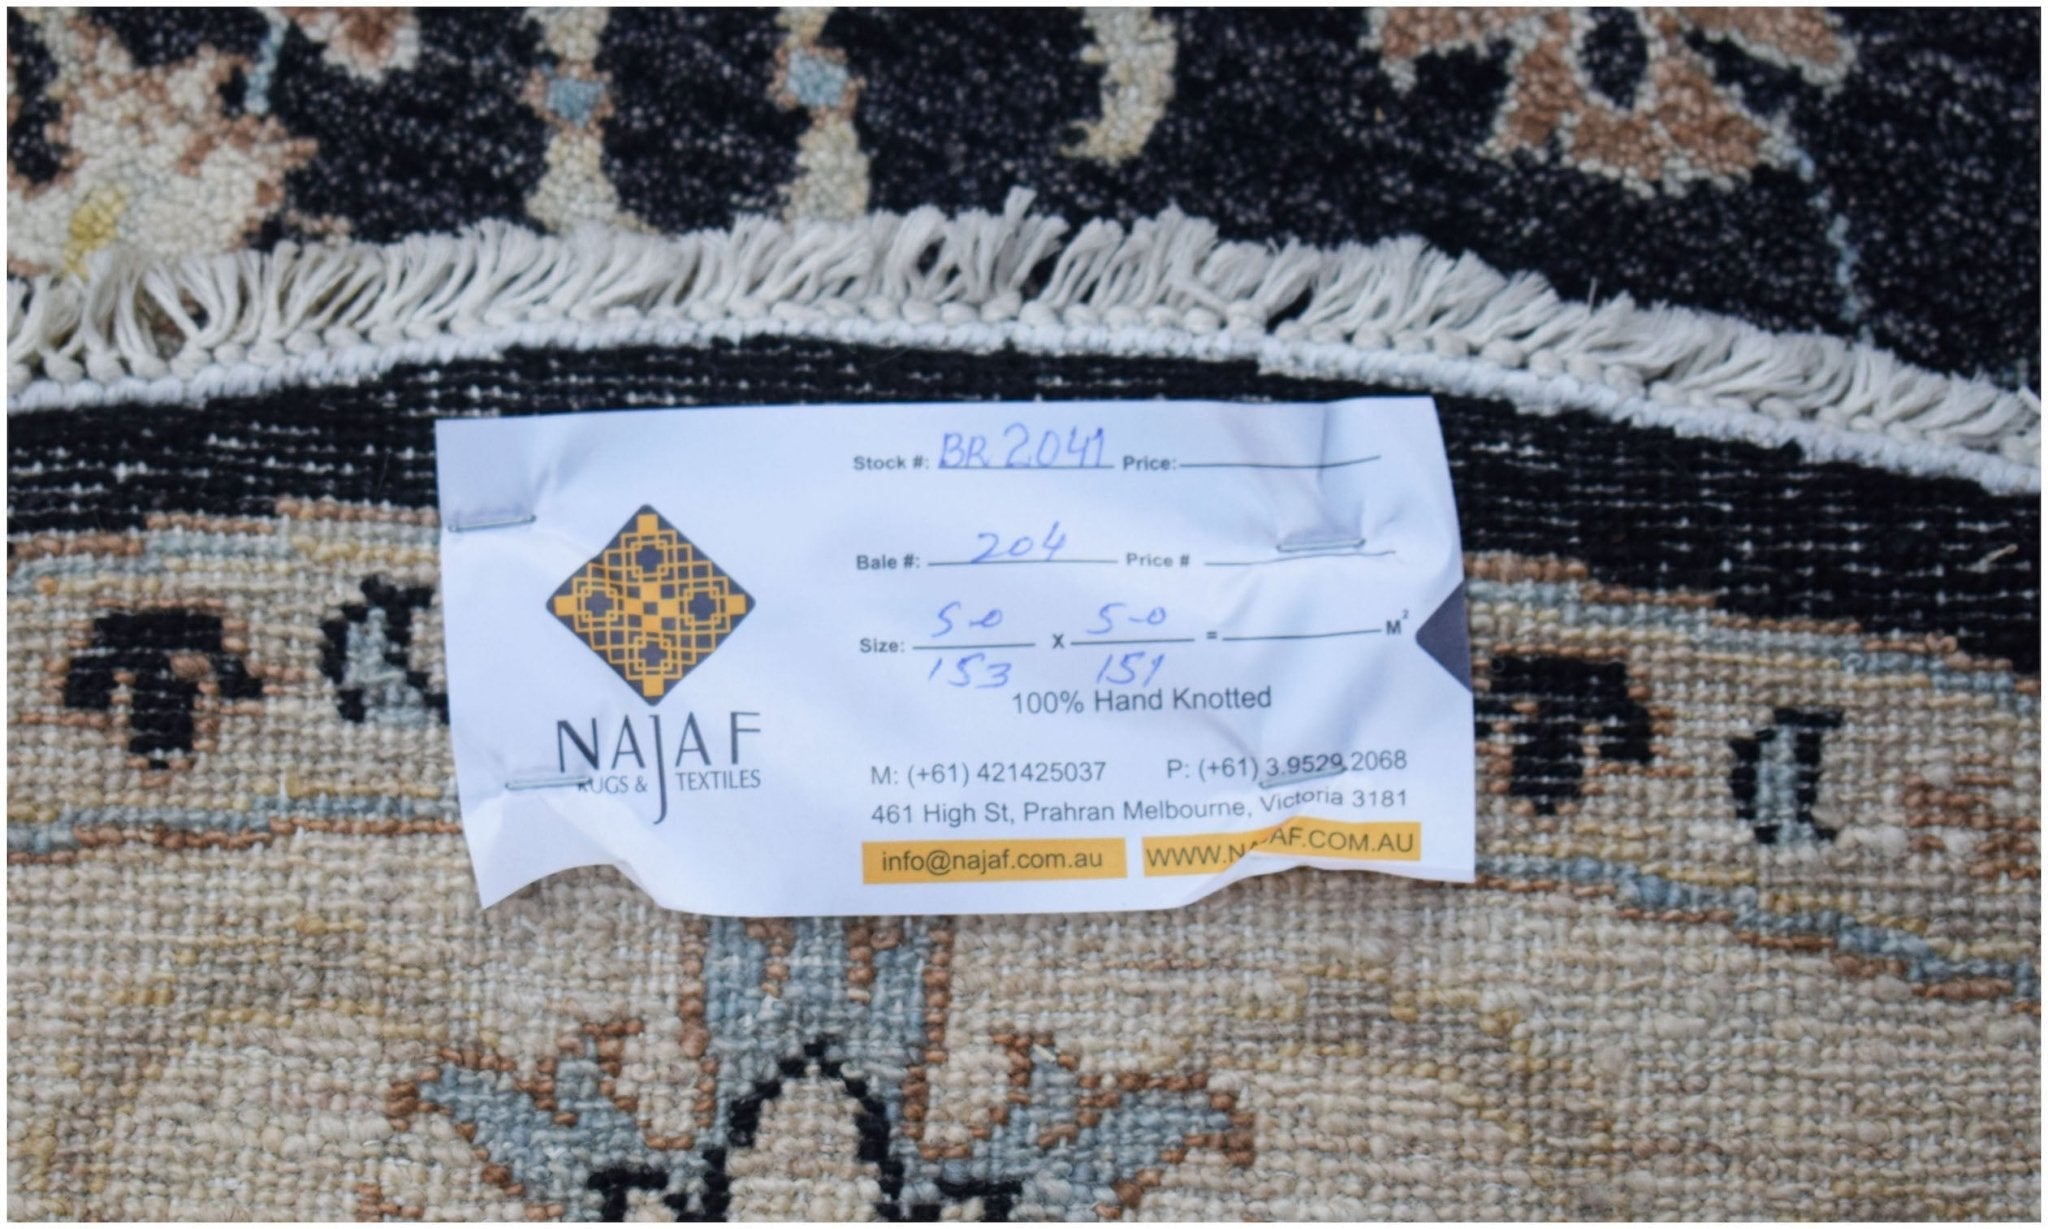 Stock #: BR 2041 Price:
Bale #: 204 Price #
5-0 5-0
Size: X = M²
153 151
100% Hand Knotted
NAJAF
RUGS & TEXTILES
M: (+61) 421425037 P: (+61) 3.9529.2068
461 High St, Prahran Melbourne, Victoria 3181
info@najaf.com.au WWW.NAJAF.COM.AU